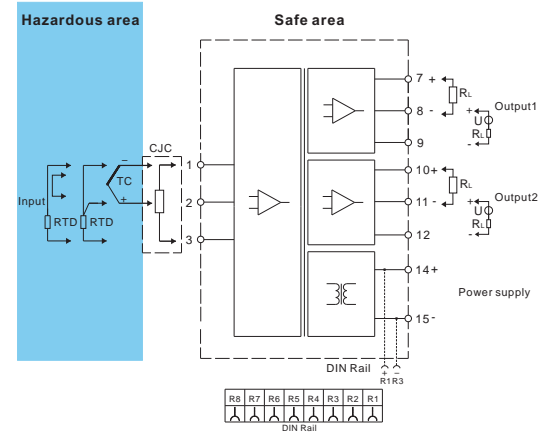 Hazardous area
Safe area
CJC
1
2
3
Input
RTD
RTD
TC
−
+
7 +
8 -
9
10+
11 -
12
14+
15 -
RL
+
U
RL
-
Output1
RL
+
U
RL
-
Output2
Power supply
DIN Rail
+ −
R1R3
R8 R7 R6 R5 R4 R3 R2 R1
DIN Rail